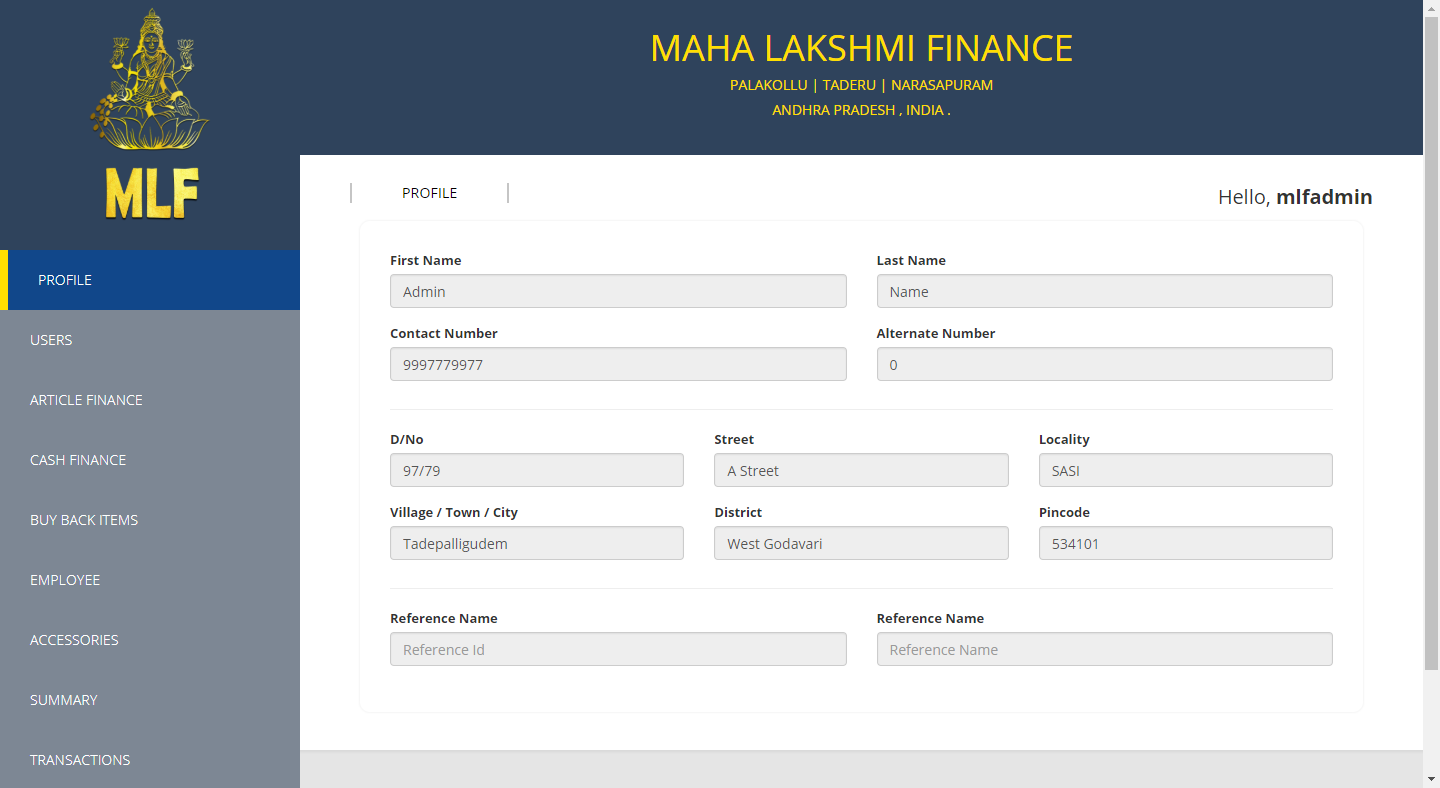 MLF
MAHA LAKSHMI FINANCE
PALAKOLLU | TADERU | NARASAPURAM
ANDHRA PRADESH , INDIA .
PROFILE
USERS
ARTICLE FINANCE
CASH FINANCE
BUY BACK ITEMS
EMPLOYEE
ACCESSORIES
SUMMARY
TRANSACTIONS
PROFILE
Hello, mlfadmin
First Name Last Name
Admin Name
Contact Number Alternate Number
9997779977 0
D/No Street Locality
97/79 A Street SASI
Village / Town / City District Pincode
Tadepalligudem West Godavari 534101
Reference Name Reference Name
Reference Id Reference Name